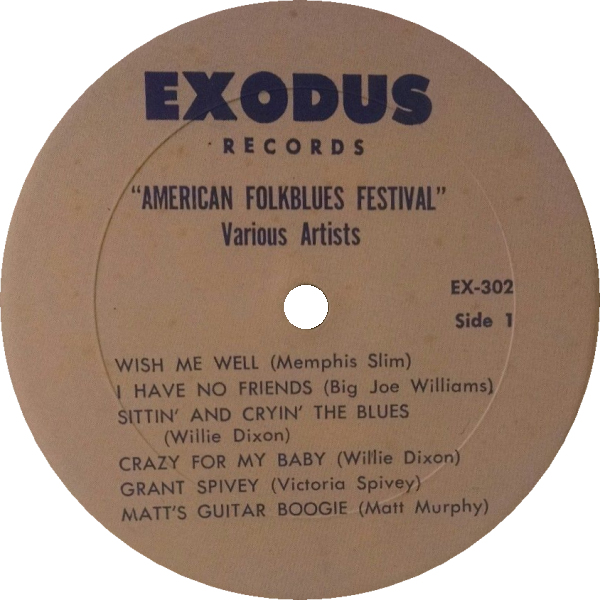 EXODUS
RECORDS
“AMERICAN FOLKBLUES FESTIVAL”
Various Artists
EX-302
Side 1
WISH ME WELL (Memphis Slim)
I HAVE NO FRIENDS (Big Joe Williams)
SITTIN' AND CRYIN' THE BLUES
(Willie Dixon)
CRAZY FOR MY BABY (Willie Dixon)
GRANT SPIVEY (Victoria Spivey)
MATT'S GUITAR BOOGIE (Matt Murphy)